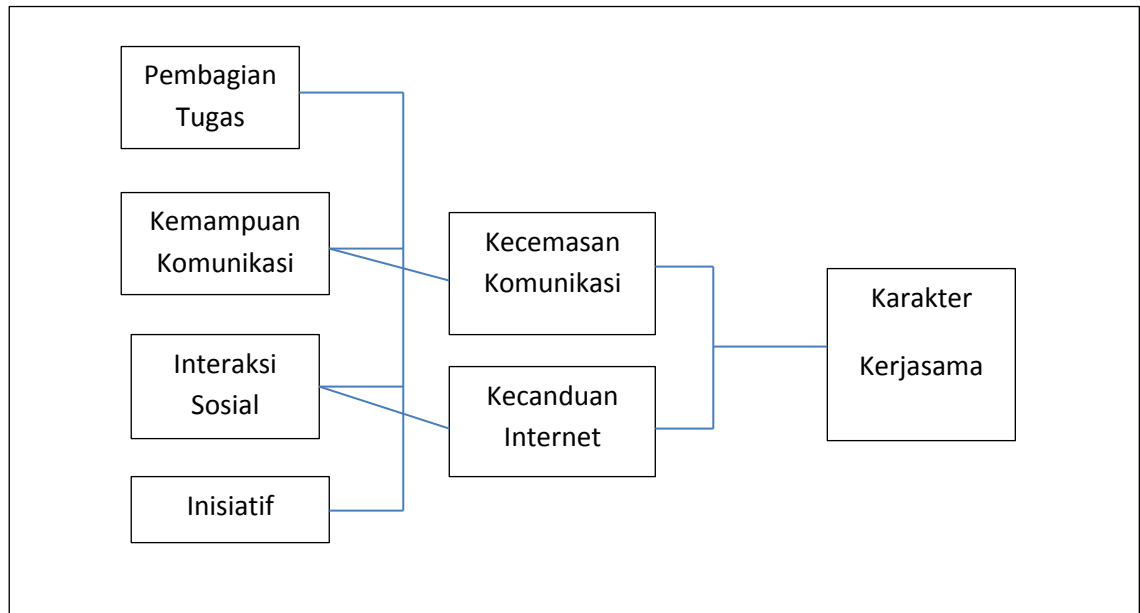 Pembagian
Tugas
Kemampuan
Komunikasi
Interaksi
Sosial
Inisiatif
Kecemasan
Komunikasi
Kecanduan
Internet
Karakter
Kerjasama